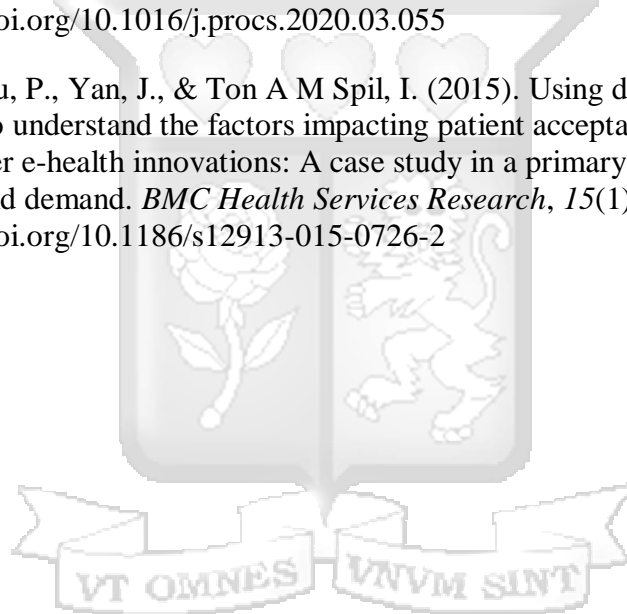 oi.org/10.1016/j.procs.2020.03.055
u, P., Yan, J., & Ton A M Spil, I. (2015). Using d
o understand the factors impacting patient accepta
er e-health innovations: A case study in a primary
d demand. BMC Health Services Research, 15(1)
oi.org/10.1186/s12913-015-0726-2
VT OMNES VNVM SINT